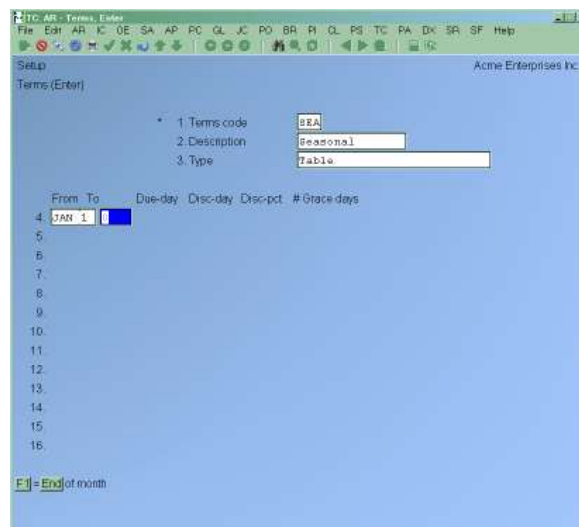 TC AR - Terms, Enter
File Edit AR IC OE SA AP PC GL JC PO BR PI CL PS TC PA DX SR SF Help
Setup Acme Enterprises Inc
Terms (Enter)
* 1. Terms code SEA
2. Description Seasonal
3. Type Table
From To Due-day Disc-day Disc-pct # Grace days
4. JAN 1
5.
6.
7.
8.
9.
10.
11.
12.
13.
14.
15.
16.
F1 = End of month